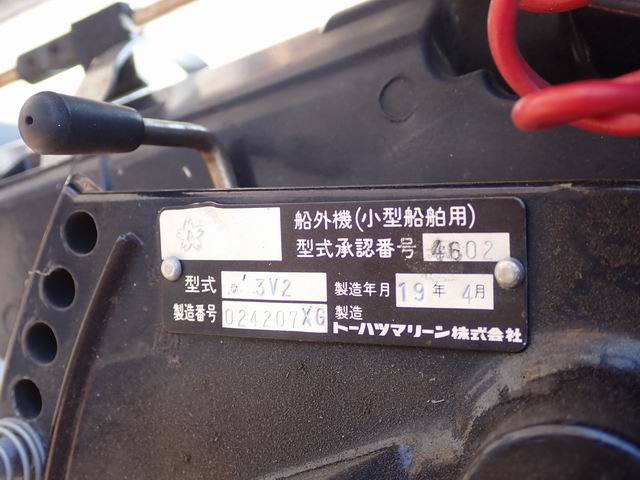 船外機(小型船舶用)
型式承認番号 4602
型式 3V2
製造年月 19年 4月
製造番号 024207XG
製造
トーハツマリーン株式会社